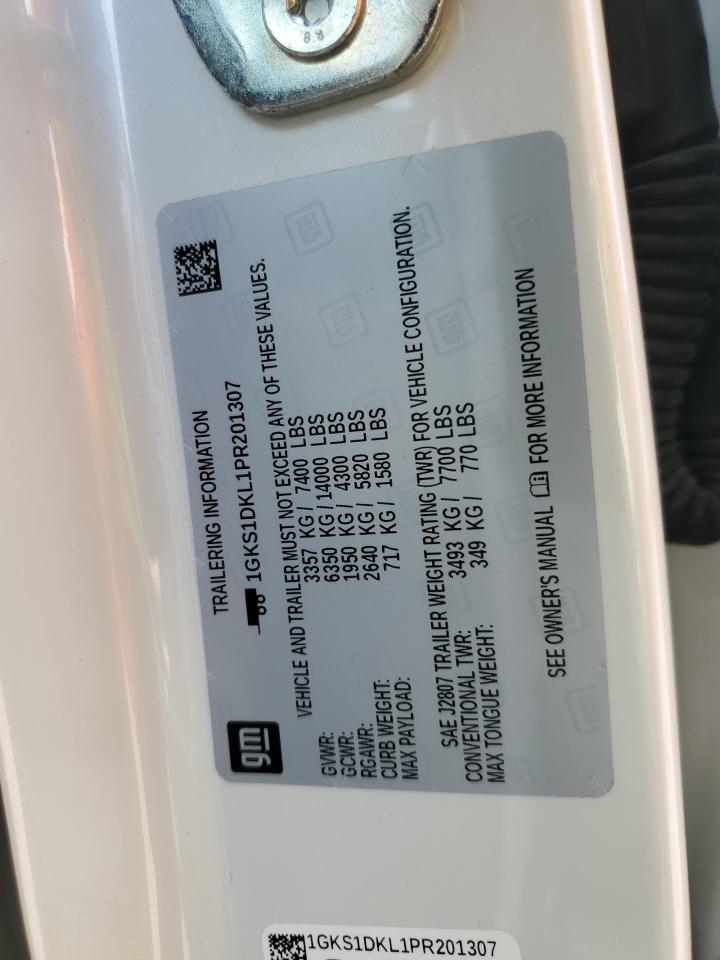 TRAILERING INFORMATION
gm 1GKS1DKL1PR201307
VEHICLE AND TRAILER MUST NOT EXCEED ANY OF THESE VALUES.
GVWR: 3357 KG / 7400 LBS
GCWR: 6350 KG / 14000 LBS
RGAWR: 1950 KG / 4300 LBS
CURB WEIGHT: 2640 KG / 5820 LBS
MAX PAYLOAD: 717 KG / 1580 LBS
SAE J2807 TRAILER WEIGHT RATING (TWR) FOR VEHICLE CONFIGURATION.
CONVENTIONAL TWR: 3493 KG / 7700 LBS
MAX TONGUE WEIGHT: 349 KG / 770 LBS
SEE OWNER'S MANUAL FOR MORE INFORMATION
1GKS1DKL1PR201307